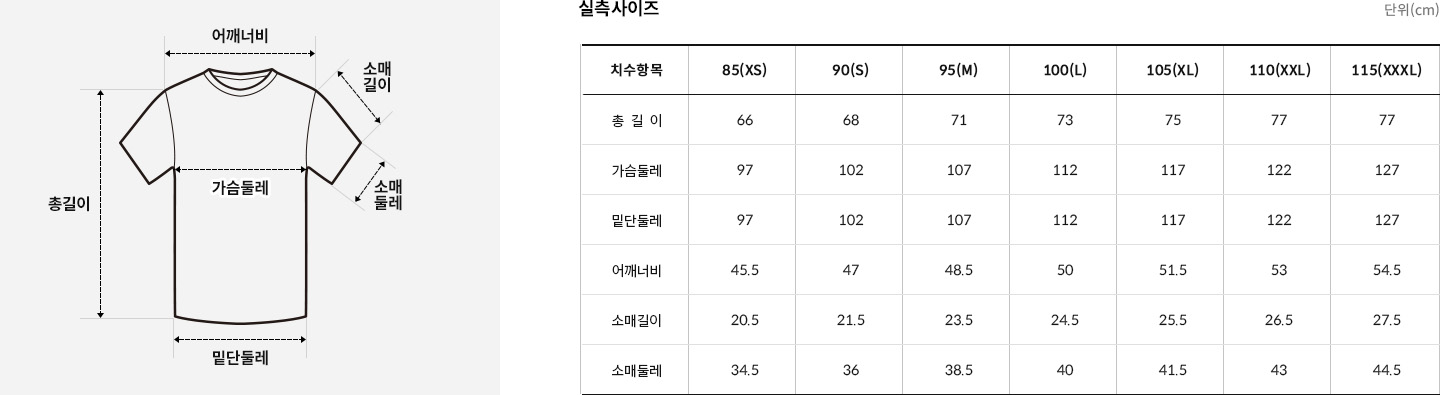 어깨너비
소매
길이
가슴둘레
소매
둘레
총길이
밑단둘레
실측사이즈
단위(cm)
치수항목 85(XS) 90(S) 95(M) 100(L) 105(XL) 110(XXL) 115(XXXL)
총 길 이 66 68 71 73 75 77 77
가슴둘레 97 102 107 112 117 122 127
밑단둘레 97 102 107 112 117 122 127
어깨너비 45.5 47 48.5 50 51.5 53 54.5
소매길이 20.5 21.5 23.5 24.5 25.5 26.5 27.5
소매둘레 34.5 36 38.5 40 41.5 43 44.5